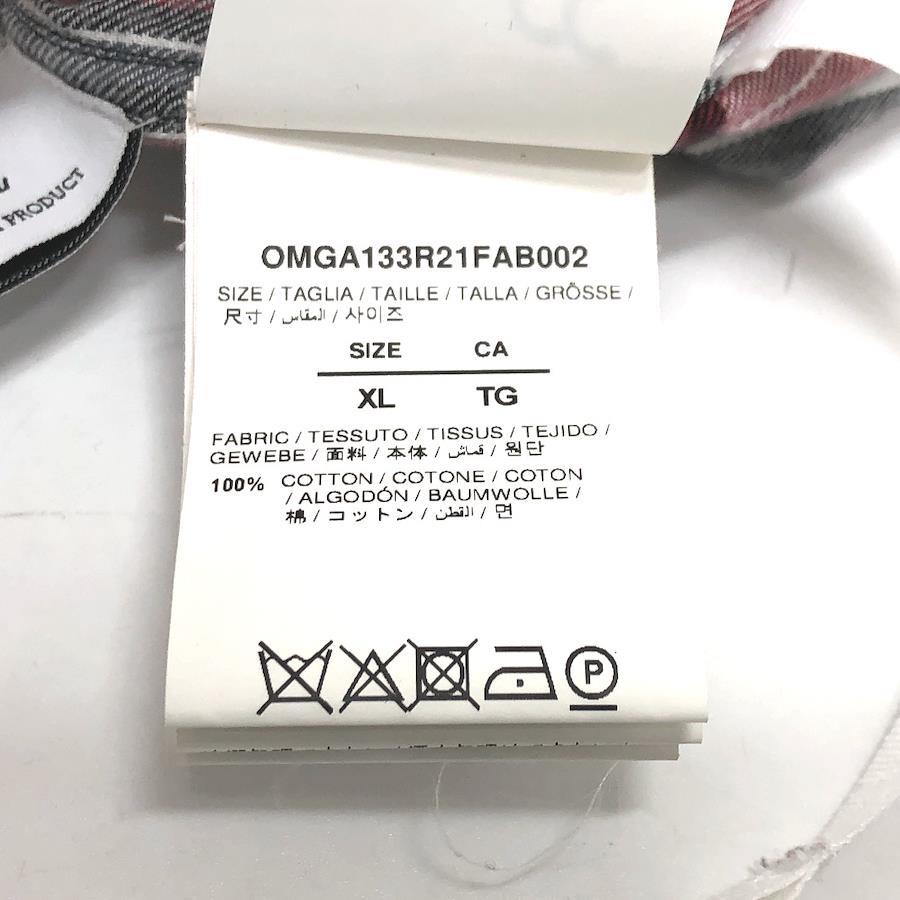 PRODUCT
OMGA133R21FAB002
SIZE / TAGLIA / TAILLE / TALLA / GRÖSSE /
尺寸 / المقاس / 사이즈
SIZE CA
XL TG
FABRIC / TESSUTO / TISSUS / TEJIDO /
GEWEBE / 面料 / 本体 / قماش / 원단
100% COTTON / COTONE / COTON
/ ALGODÓN / BAUMWOLLE /
棉 / コットン / القطن / 면
P